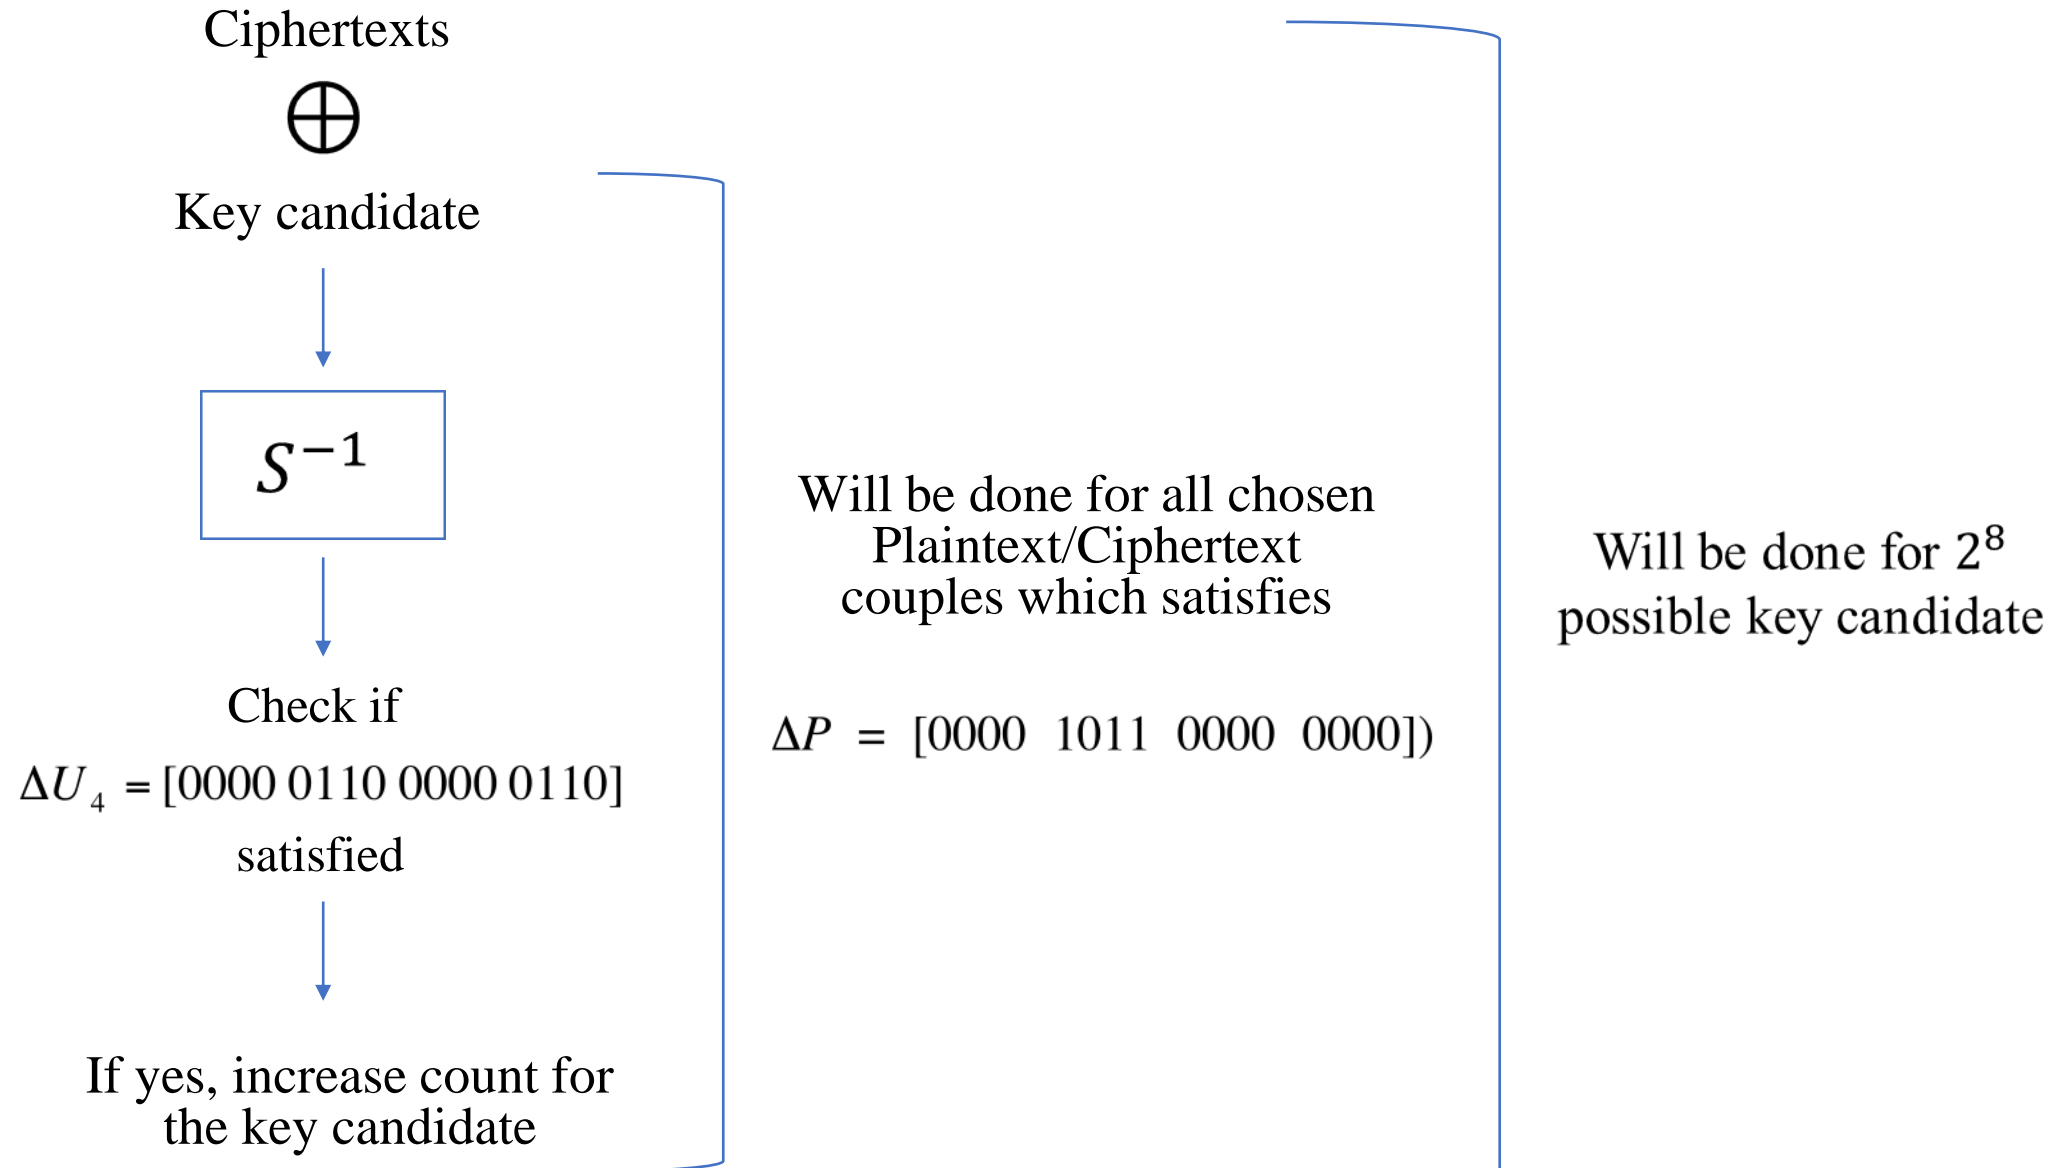 Ciphertexts
⊕
Key candidate
S⁻¹
Check if
ΔU₄ = [0000 0110 0000 0110]
satisfied
If yes, increase count for
the key candidate
Will be done for all chosen
Plaintext/Ciphertext
couples which satisfies
ΔP = [0000 1011 0000 0000])
Will be done for 2⁸
possible key candidate